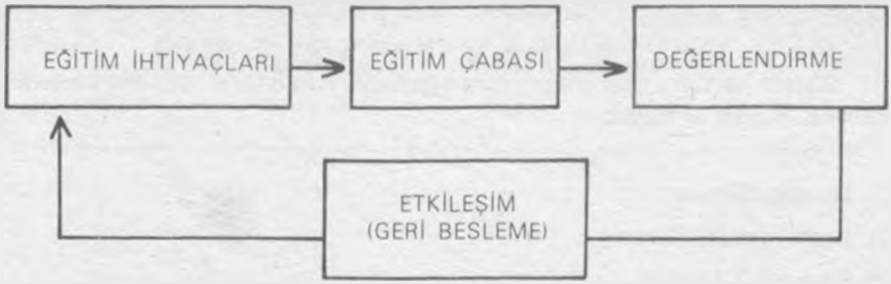 EĞİTİM İHTİYAÇLARI
EĞİTİM ÇABASI
DEĞERLENDİRME
ETKİLEŞİM
(GERİ BESLEME)